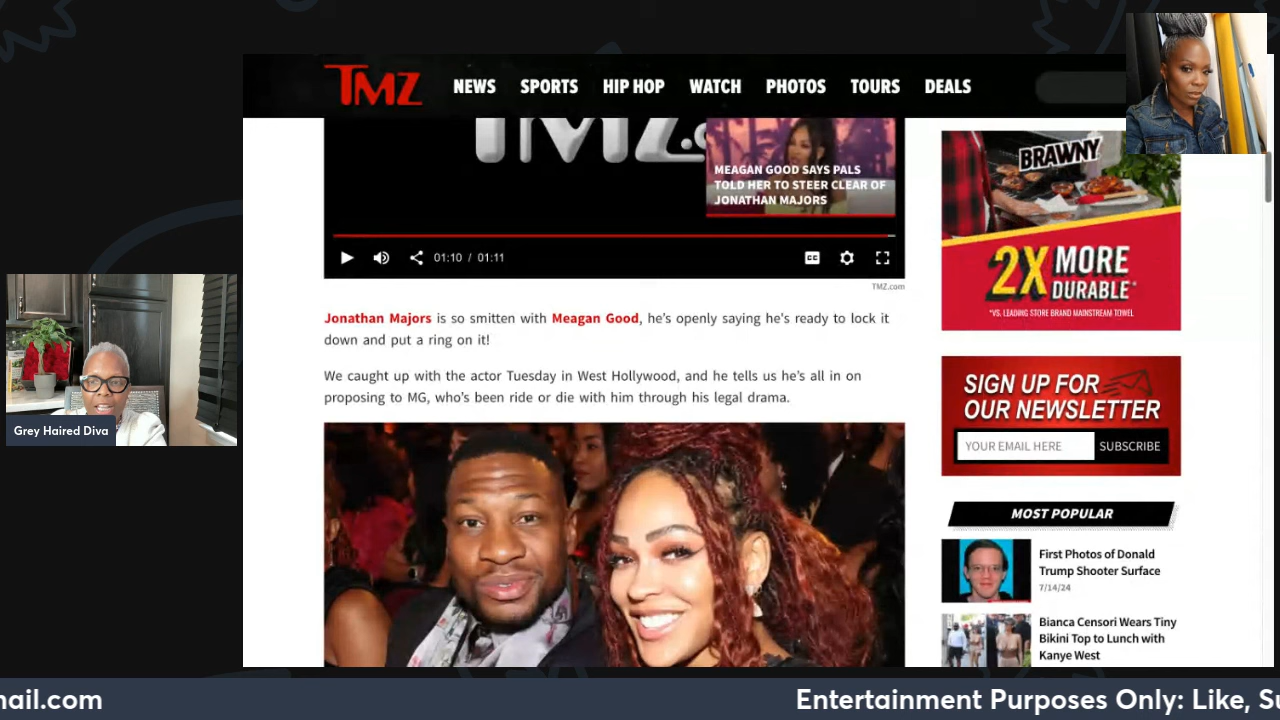 TMZ
NEWS
SPORTS
HIP HOP
WATCH
PHOTOS
TOURS
DEALS
MEAGAN GOOD SAYS PALS
TOLD HER TO STEER CLEAR OF
JONATHAN MAJORS
01:10 / 01:11
TMZ.com
Jonathan Majors is so smitten with Meagan Good, he's openly saying he's ready to lock it
down and put a ring on it!
We caught up with the actor Tuesday in West Hollywood, and he tells us he's all in on
proposing to MG, who's been ride or die with him through his legal drama.
BRAWNY
2X MORE
DURABLE*
*VS. LEADING STORE BRAND MAINSTREAM TOWEL
SIGN UP FOR
OUR NEWSLETTER
YOUR EMAIL HERE
SUBSCRIBE
MOST POPULAR
First Photos of Donald
Trump Shooter Surface
7/14/24
Bianca Censori Wears Tiny
Bikini Top to Lunch with
Kanye West
Grey Haired Diva
nail.com
Entertainment Purposes Only: Like, Su